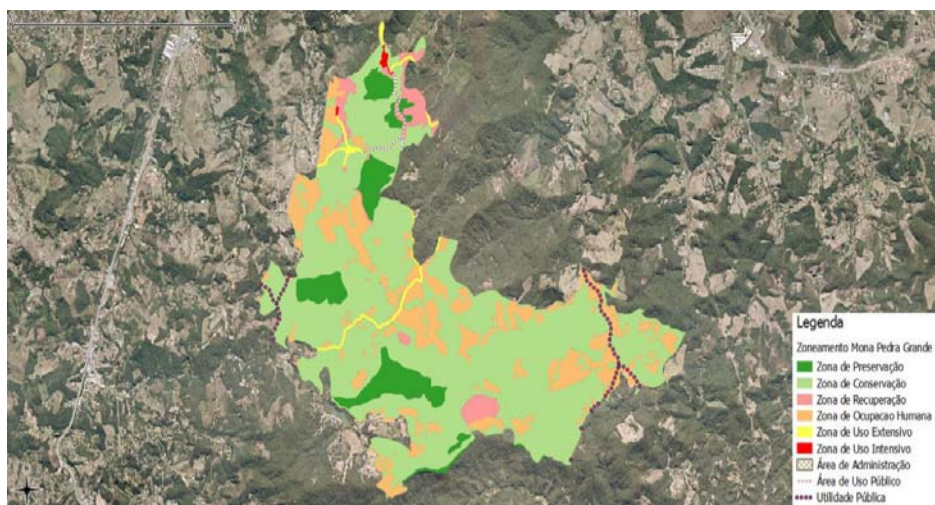 Legenda
Zoneamento Mona Pedra Grande
Zona de Preservação
Zona de Conservação
Zona de Recuperação
Zona de Ocupacao Humana
Zona de Uso Extensivo
Zona de Uso Intensivo
Área de Administração
Área de Uso Público
Utilidade Pública